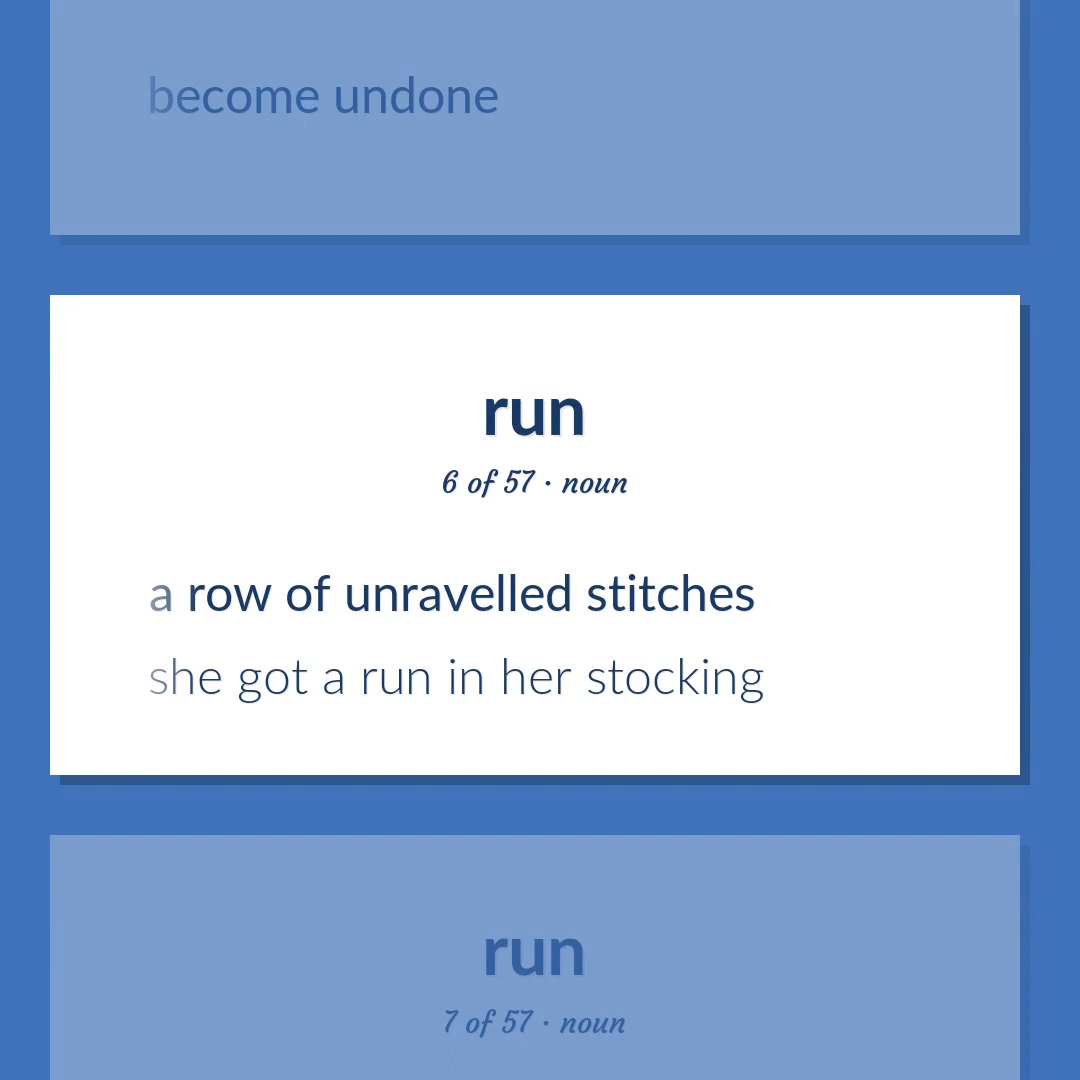 become undone
run
6 of 57 · noun
a row of unravelled stitches
she got a run in her stocking
run
7 of 57 · noun